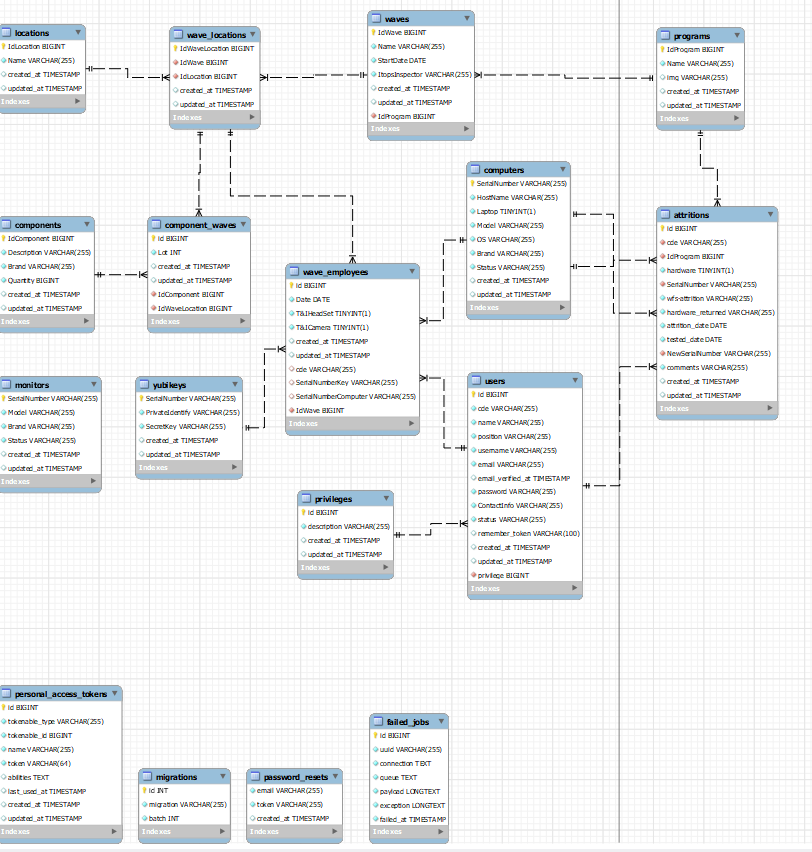 locations
IdLocation BIGINT
Name VARCHAR(255)
created_at TIMESTAMP
updated_at TIMESTAMP
Indexes
wave_locations
IdWaveLocation BIGINT
IdWave BIGINT
IdLocation BIGINT
created_at TIMESTAMP
updated_at TIMESTAMP
Indexes
waves
IdWave BIGINT
Name VARCHAR(255)
StartDate DATE
ItopsInspector VARCHAR(255)
created_at TIMESTAMP
updated_at TIMESTAMP
IdProgram BIGINT
Indexes
programs
IdProgram BIGINT
Name VARCHAR(255)
img VARCHAR(255)
created_at TIMESTAMP
updated_at TIMESTAMP
Indexes
components
IdComponent BIGINT
Description VARCHAR(255)
Brand VARCHAR(255)
Quantity BIGINT
created_at TIMESTAMP
updated_at TIMESTAMP
Indexes
component_waves
id BIGINT
Lot INT
created_at TIMESTAMP
updated_at TIMESTAMP
IdComponent BIGINT
IdWaveLocation BIGINT
Indexes
wave_employees
id BIGINT
Date DATE
T&IHeadSet TINYINT(1)
T&ICamera TINYINT(1)
created_at TIMESTAMP
updated_at TIMESTAMP
cde VARCHAR(255)
SerialNumberKey VARCHAR(255)
SerialNumberComputer VARCHAR(255)
IdWave BIGINT
Indexes
computers
SerialNumber VARCHAR(255)
HostName VARCHAR(255)
Laptop TINYINT(1)
Model VARCHAR(255)
OS VARCHAR(255)
Brand VARCHAR(255)
Status VARCHAR(255)
created_at TIMESTAMP
updated_at TIMESTAMP
Indexes
attritions
id BIGINT
cde VARCHAR(255)
IdProgram BIGINT
hardware TINYINT(1)
SerialNumber VARCHAR(255)
wfs-attrition VARCHAR(255)
hardware_returned VARCHAR(255)
attrition_date DATE
tested_date DATE
NewSerialNumber VARCHAR(255)
comments VARCHAR(255)
created_at TIMESTAMP
updated_at TIMESTAMP
Indexes
monitors
SerialNumber VARCHAR(255)
Model VARCHAR(255)
Brand VARCHAR(255)
Status VARCHAR(255)
created_at TIMESTAMP
updated_at TIMESTAMP
Indexes
yubikeys
SerialNumber VARCHAR(255)
PrivateIdentify VARCHAR(255)
SecretKey VARCHAR(255)
created_at TIMESTAMP
updated_at TIMESTAMP
Indexes
users
id BIGINT
cde VARCHAR(255)
name VARCHAR(255)
position VARCHAR(255)
username VARCHAR(255)
email VARCHAR(255)
email_verified_at TIMESTAMP
password VARCHAR(255)
ContactInfo VARCHAR(255)
status VARCHAR(255)
remember_token VARCHAR(100)
created_at TIMESTAMP
updated_at TIMESTAMP
privilege BIGINT
Indexes
privileges
id BIGINT
description VARCHAR(255)
created_at TIMESTAMP
updated_at TIMESTAMP
Indexes
personal_access_tokens
id BIGINT
tokenable_type VARCHAR(255)
tokenable_id BIGINT
name VARCHAR(255)
token VARCHAR(64)
abilities TEXT
last_used_at TIMESTAMP
created_at TIMESTAMP
updated_at TIMESTAMP
Indexes
migrations
id INT
migration VARCHAR(255)
batch INT
Indexes
password_resets
email VARCHAR(255)
token VARCHAR(255)
created_at TIMESTAMP
Indexes
failed_jobs
id BIGINT
uuid VARCHAR(255)
connection TEXT
queue TEXT
payload LONGTEXT
exception LONGTEXT
failed_at TIMESTAMP
Indexes